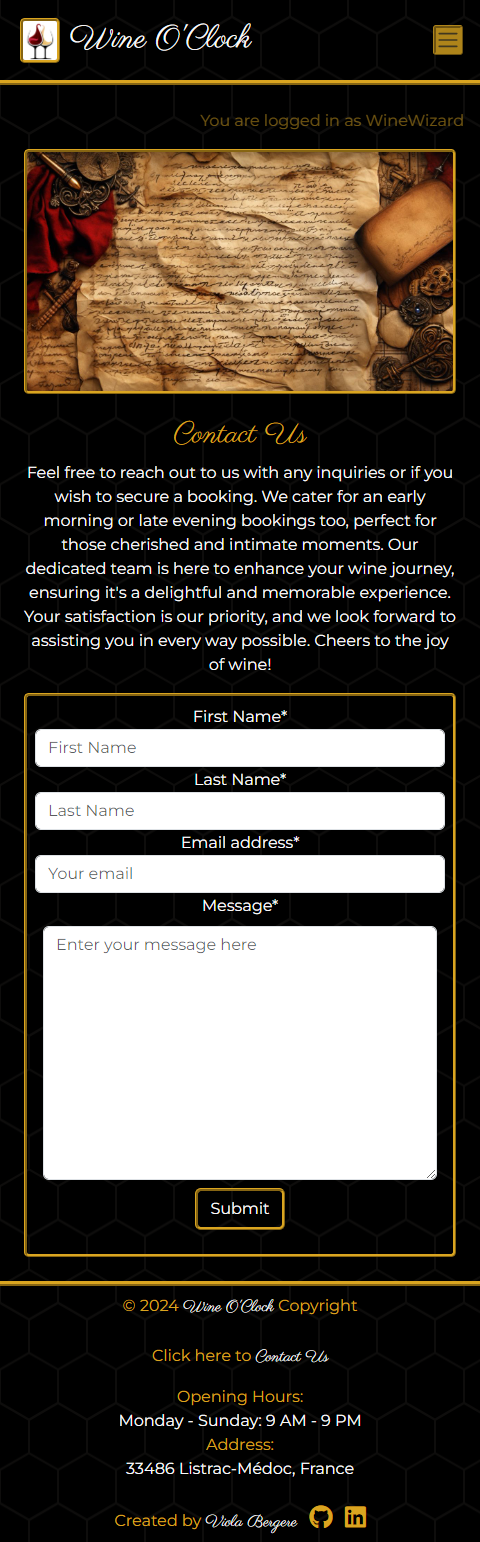 Wine O'Clock
You are logged in as WineWizard
Contact Us
Feel free to reach out to us with any inquiries or if you
wish to secure a booking. We cater for an early
morning or late evening bookings too, perfect for
those cherished and intimate moments. Our
dedicated team is here to enhance your wine journey,
ensuring it's a delightful and memorable experience.
Your satisfaction is our priority, and we look forward to
assisting you in every way possible. Cheers to the joy
of wine!
First Name*
First Name
Last Name*
Last Name
Email address*
Your email
Message*
Enter your message here
Submit
© 2024 Wine O'Clock Copyright
Click here to Contact Us
Opening Hours:
Monday - Sunday: 9 AM - 9 PM
Address:
33486 Listrac-Médoc, France
Created by Viola Bergere